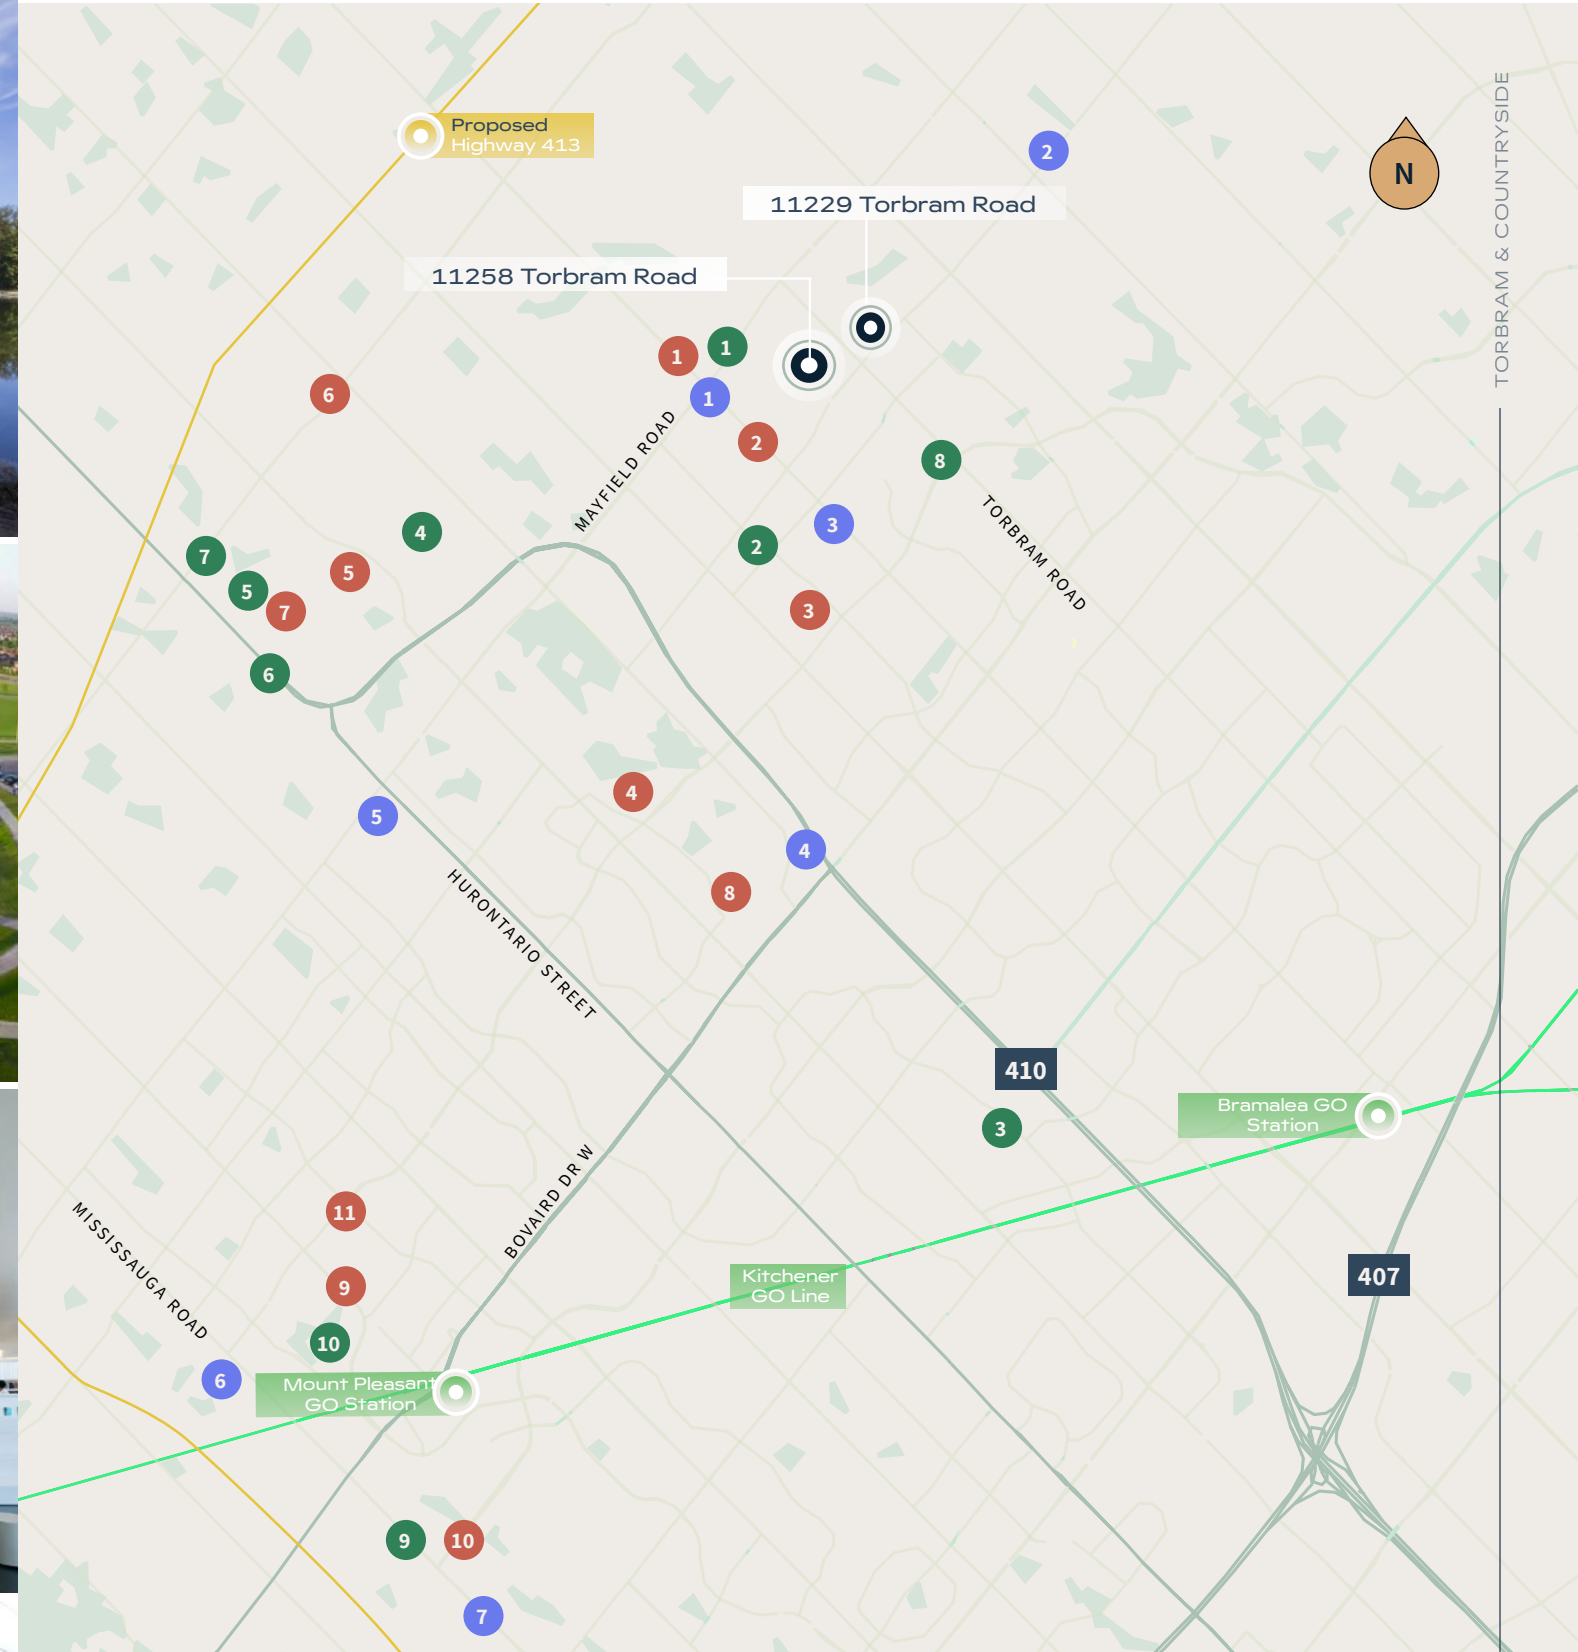 Proposed
Highway 413
2
N
TORBRAM & COUNTRYSIDE
11229 Torbram Road
11258 Torbram Road
1
1
6
1
2
MAYFIELD ROAD
8
TORBRAM ROAD
4
3
2
7
5
5
7
3
6
4
5
4
8
HURONTARIO STREET
410
Bramalea GO
Station
3
BOVAIRD DR W
MISSISSAUGA ROAD
11
9
Kitchener
GO Line
407
10
6
Mount Pleasant
GO Station
9
10
7